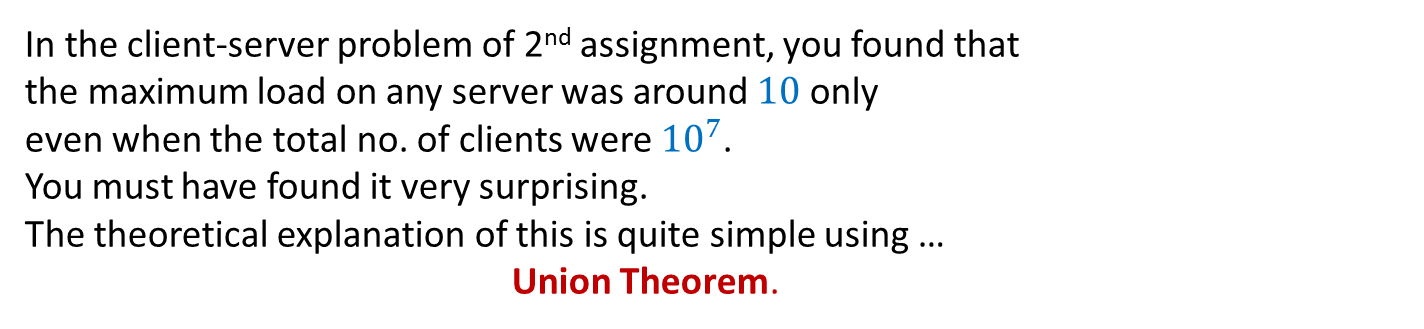 In the client-server problem of 2nd assignment, you found that
the maximum load on any server was around 10 only
even when the total no. of clients were 10^7.
You must have found it very surprising.
The theoretical explanation of this is quite simple using ...
Union Theorem.